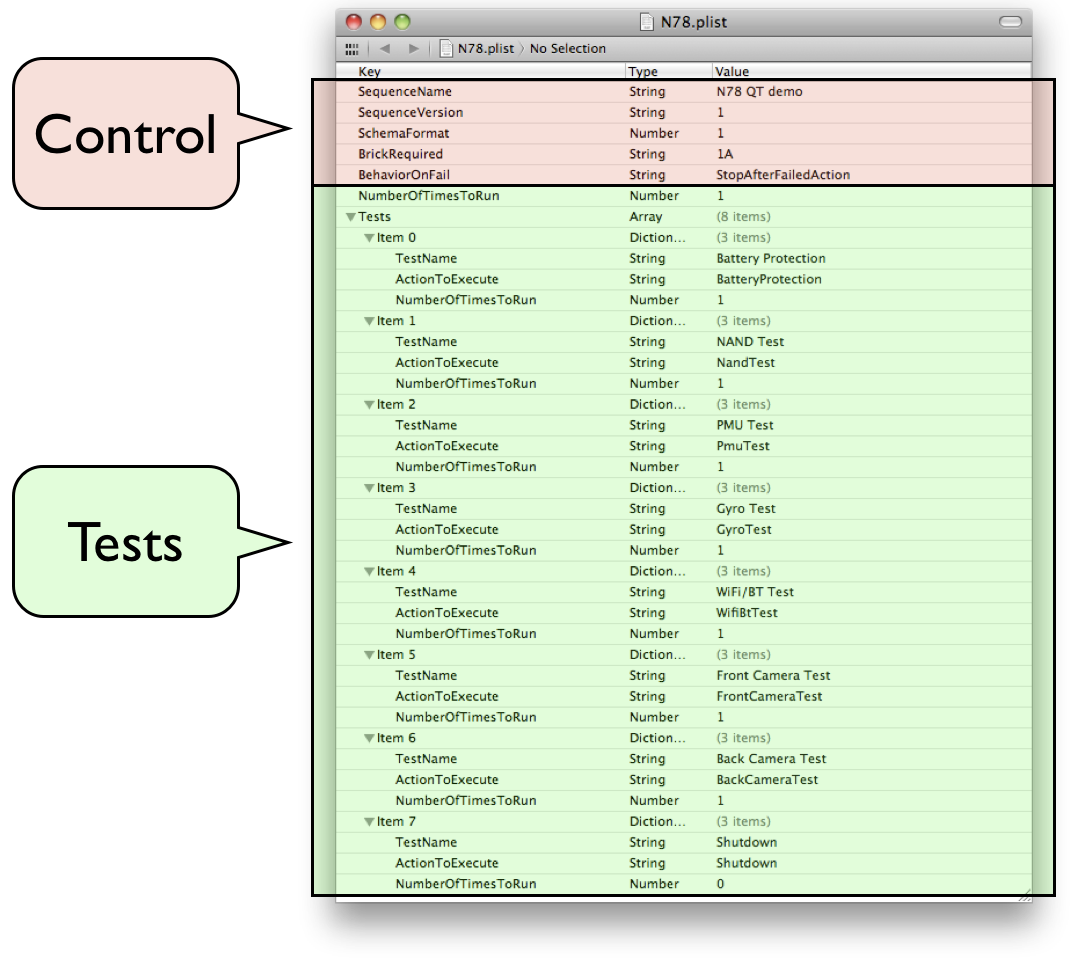 N78.plist
N78.plist No Selection
Key Type Value
SequenceName String N78 QT demo
SequenceVersion String 1
SchemaFormat Number 1
BrickRequired String 1A
BehaviorOnFail String StopAfterFailedAction
Control
NumberOfTimesToRun Number 1
Tests Array (8 items)
Item 0 Diction... (3 items)
TestName String Battery Protection
ActionToExecute String BatteryProtection
NumberOfTimesToRun Number 1
Item 1 Diction... (3 items)
TestName String NAND Test
ActionToExecute String NandTest
NumberOfTimesToRun Number 1
Item 2 Diction... (3 items)
TestName String PMU Test
ActionToExecute String PmuTest
NumberOfTimesToRun Number 1
Item 3 Diction... (3 items)
TestName String Gyro Test
ActionToExecute String GyroTest
NumberOfTimesToRun Number 1
Item 4 Diction... (3 items)
TestName String WiFi/BT Test
ActionToExecute String WifiBtTest
NumberOfTimesToRun Number 1
Item 5 Diction... (3 items)
TestName String Front Camera Test
ActionToExecute String FrontCameraTest
NumberOfTimesToRun Number 1
Item 6 Diction... (3 items)
TestName String Back Camera Test
ActionToExecute String BackCameraTest
NumberOfTimesToRun Number 1
Item 7 Diction... (3 items)
TestName String Shutdown
ActionToExecute String Shutdown
NumberOfTimesToRun Number 0
Tests